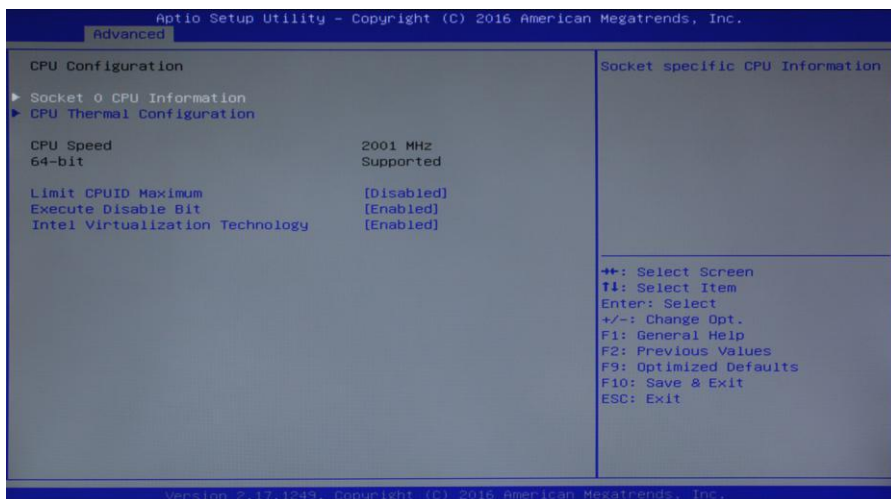 Aptio Setup Utility – Copyright (C) 2016 American Megatrends, Inc.
Advanced
CPU Configuration
Socket 0 CPU Information
CPU Thermal Configuration
CPU Speed 2001 MHz
64-bit Supported
Limit CPUID Maximum [Disabled]
Execute Disable Bit [Enabled]
Intel Virtualization Technology [Enabled]
Socket specific CPU Information
→←: Select Screen
↑↓: Select Item
Enter: Select
+/-: Change Opt.
F1: General Help
F2: Previous Values
F9: Optimized Defaults
F10: Save & Exit
ESC: Exit
Version 2.17.1249. Copyright (C) 2016 American Megatrends, Inc.